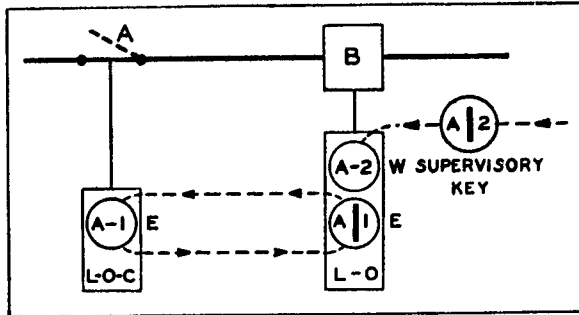 A
B
A 2
A-2 W SUPERVISORY
KEY
A-1 E
A 1 E
L-O-C
L-O